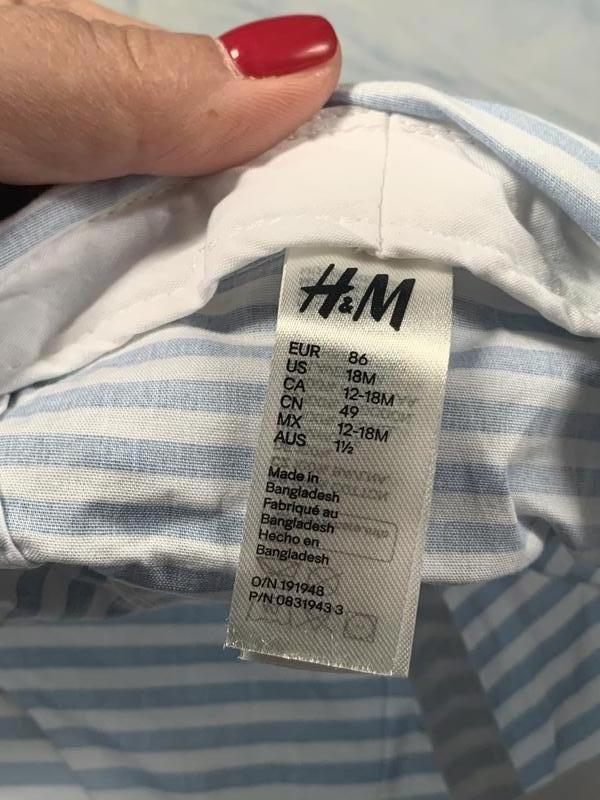 H&M
EUR 86
US 18M
CA 12-18M
CN 49
MX 12-18M
AUS 1½
Made in
Bangladesh
Fabriqué au
Bangladesh
Hecho en
Bangladesh
O/N 191948
P/N 0831943 3